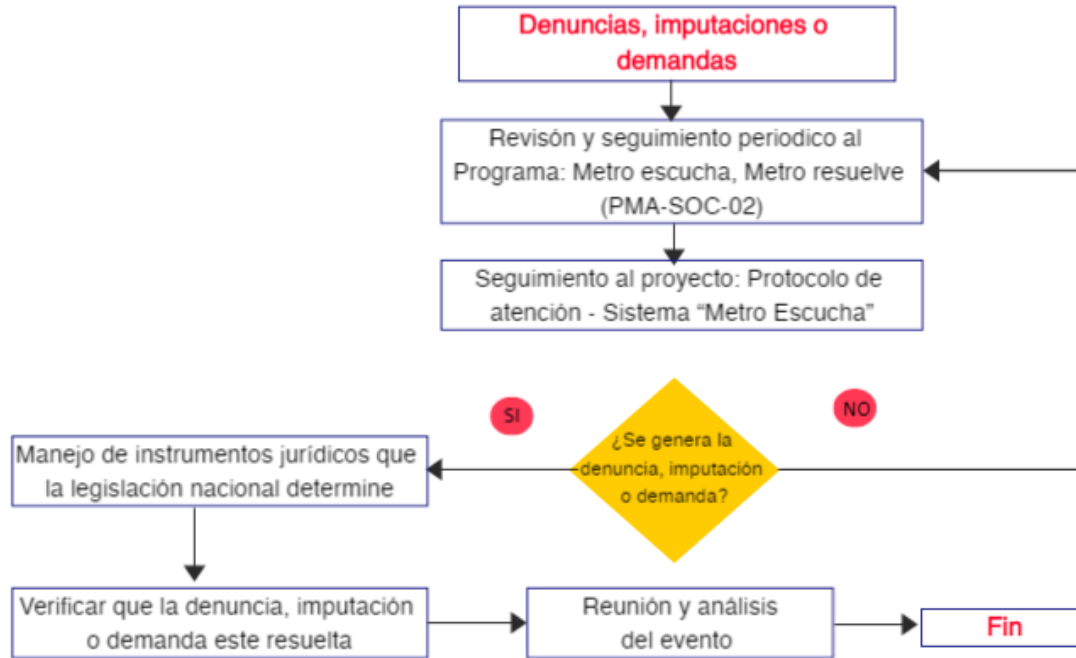 Denuncias, imputaciones o
demandas
Revisón y seguimiento periodico al
Programa: Metro escucha, Metro resuelve
(PMA-SOC-02)
Seguimiento al proyecto: Protocolo de
atención - Sistema “Metro Escucha”
SI
NO
¿Se genera la
denuncia, imputación
o demanda?
Manejo de instrumentos jurídicos que
la legislación nacional determine
Verificar que la denuncia, imputación
o demanda este resuelta
Reunión y análisis
del evento
Fin